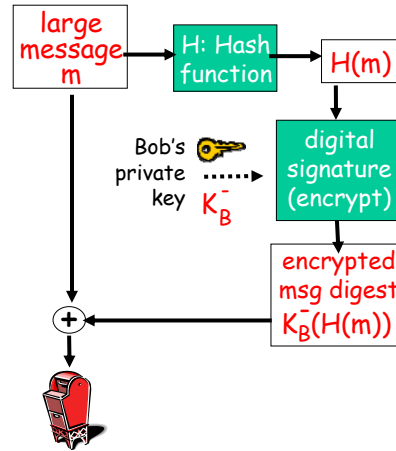 large
message
m
H: Hash
function
H(m)
Bob's
private
key
K_B^-
digital
signature
(encrypt)
encrypted
msg digest
K_B^-(H(m))
+